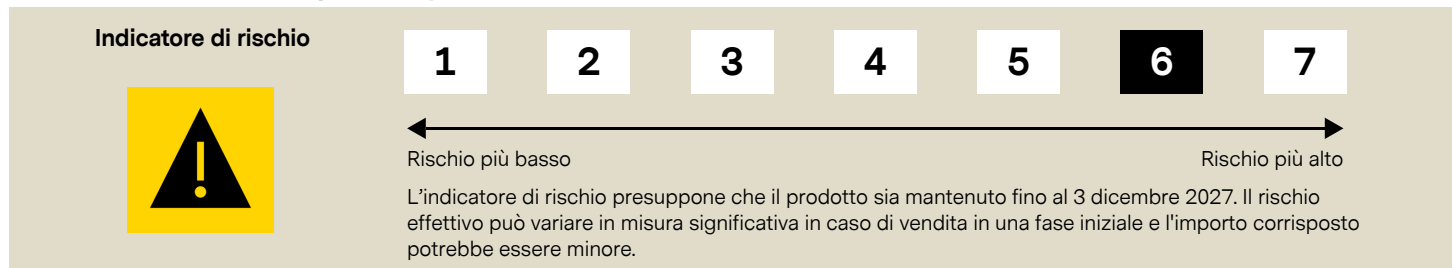 Indicatore di rischio
1 2 3 4 5 6 7
Rischio più basso Rischio più alto
L'indicatore di rischio presuppone che il prodotto sia mantenuto fino al 3 dicembre 2027. Il rischio
effettivo può variare in misura significativa in caso di vendita in una fase iniziale e l'importo corrisposto
potrebbe essere minore.